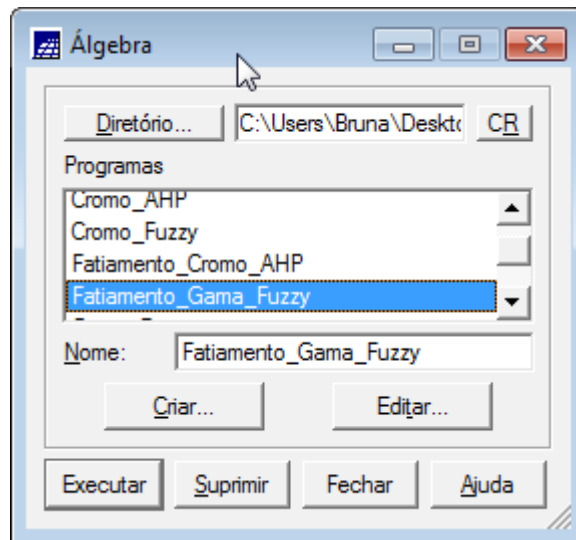 Álgebra
Diretório... C:\Users\Bruna\Deskto CR
Programas
Cromo_AHP
Cromo_Fuzzy
Fatiamento_Cromo_AHP
Fatiamento_Gama_Fuzzy
Nome: Fatiamento_Gama_Fuzzy
Criar... Editar...
Executar Suprimir Fechar Ajuda